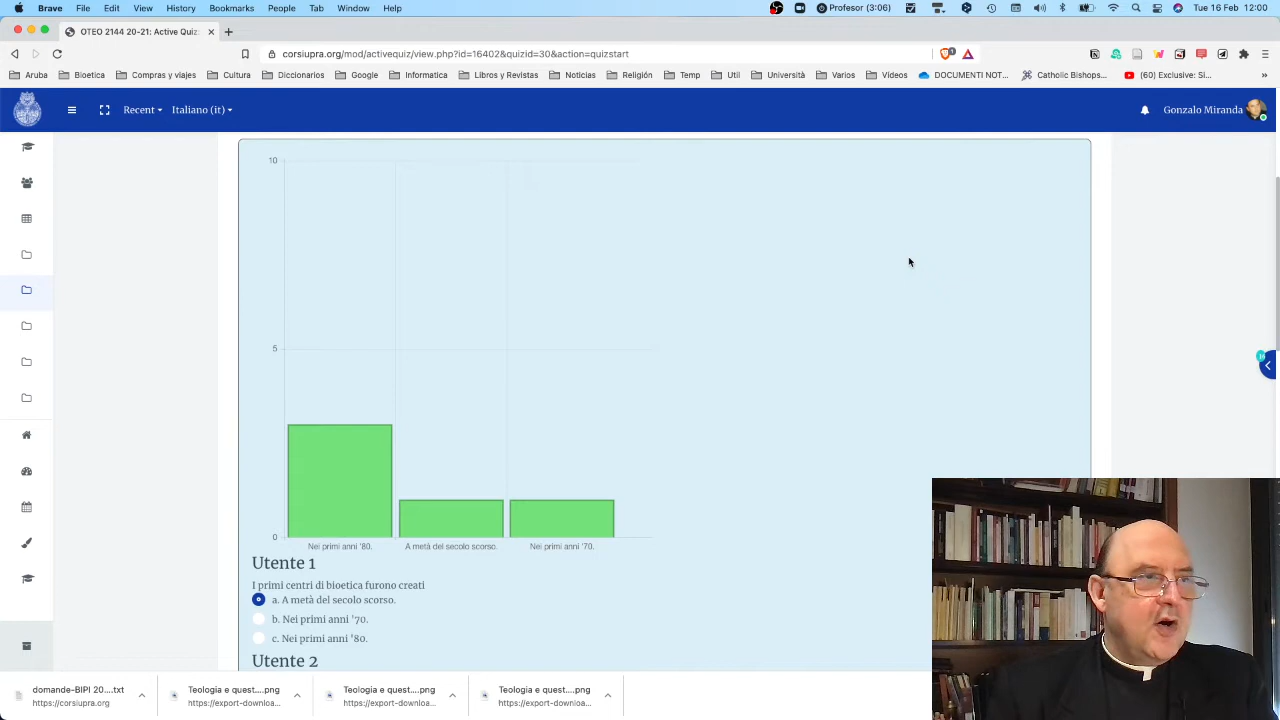 Brave File Edit View History Bookmarks People Tab Window Help Profesor (3:06) Tue 16 Feb 12:00
OTEO 2144 20-21: Active Quiz:
corsiupra.org/mod/activequiz/view.php?id=16402&quizid=30&action=quizstart
Aruba Bioetica Compras y viajes Cultura Diccionarios Google Informatica Libros y Revistas Noticias Religión Temp Util Università Varios Vídeos DOCUMENTI NOT... Catholic Bishops... (60) Exclusive: Si... »
Recent Italiano (it) Gonzalo Miranda
10
5
0
Nei primi anni '80. A metà del secolo scorso. Nei primi anni '70.
Utente 1
I primi centri di bioetica furono creati
a. A metà del secolo scorso.
b. Nei primi anni '70.
c. Nei primi anni '80.
Utente 2
domande-BIPI 20....txt Teologia e quest....png Teologia e quest....png Teologia e quest....png
https://corsiupra.org https://export-downloa... https://export-downloa... https://export-downloa...